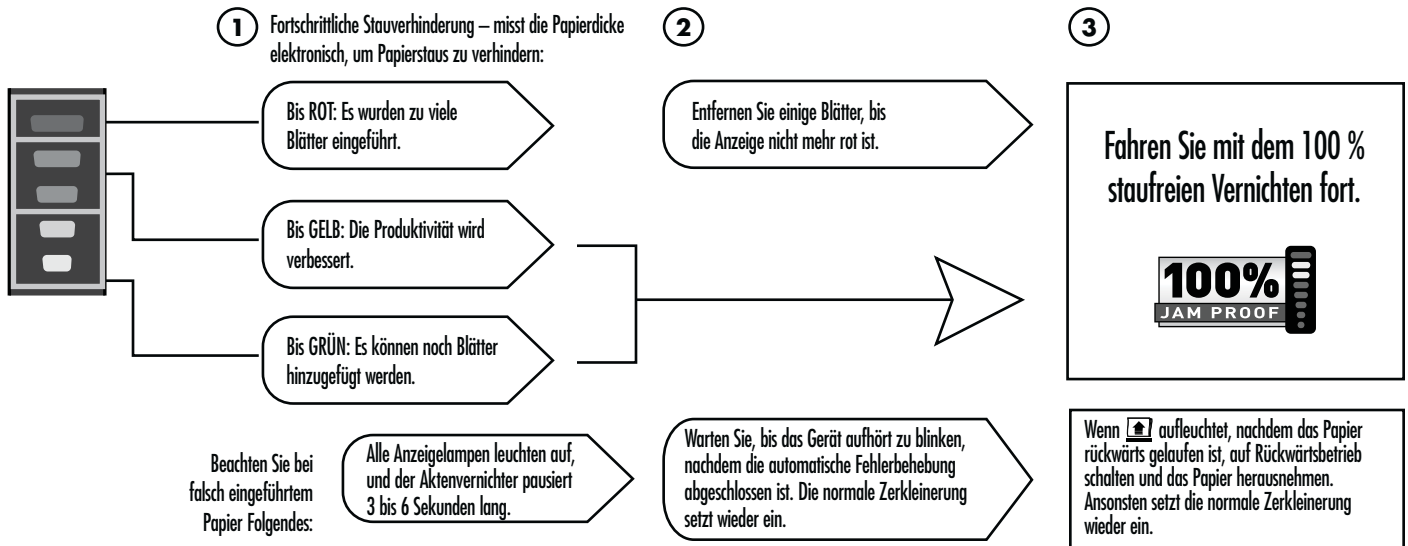 1
Fortschrittliche Stauverhinderung – misst die Papierdicke
elektronisch, um Papierstaus zu verhindern:
Bis ROT: Es wurden zu viele
Blätter eingeführt.
Bis GELB: Die Produktivität wird
verbessert.
Bis GRÜN: Es können noch Blätter
hinzugefügt werden.
2
Entfernen Sie einige Blätter, bis
die Anzeige nicht mehr rot ist.
3
Fahren Sie mit dem 100 %
staufreien Vernichten fort.
100%
JAM PROOF
Beachten Sie bei
falsch eingeführtem
Papier Folgendes:
Alle Anzeigelampen leuchten auf,
und der Aktenvernichter pausiert
3 bis 6 Sekunden lang.
Warten Sie, bis das Gerät aufhört zu blinken,
nachdem die automatische Fehlerbehebung
abgeschlossen ist. Die normale Zerkleinerung
setzt wieder ein.
Wenn aufleuchtet, nachdem das Papier
rückwärts gelaufen ist, auf Rückwärtsbetrieb
schalten und das Papier herausnehmen.
Ansonsten setzt die normale Zerkleinerung
wieder ein.